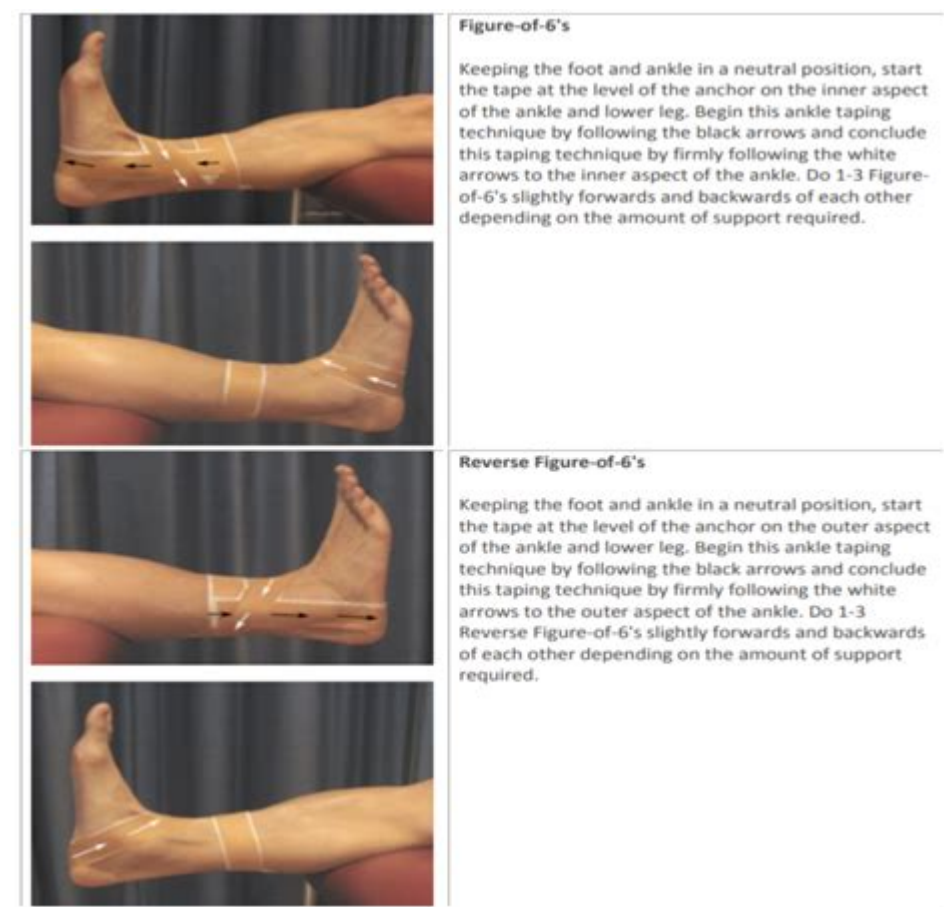 Figure-of-6's
Keeping the foot and ankle in a neutral position, start
the tape at the level of the anchor on the inner aspect
of the ankle and lower leg. Begin this ankle taping
technique by following the black arrows and conclude
this taping technique by firmly following the white
arrows to the inner aspect of the ankle. Do 1-3 Figure-
of-6's slightly forwards and backwards of each other
depending on the amount of support required.
Reverse Figure-of-6's
Keeping the foot and ankle in a neutral position, start
the tape at the level of the anchor on the outer aspect
of the ankle and lower leg. Begin this ankle taping
technique by following the black arrows and conclude
this taping technique by firmly following the white
arrows to the outer aspect of the ankle. Do 1-3
Reverse Figure-of-6's slightly forwards and backwards
of each other depending on the amount of support
required.